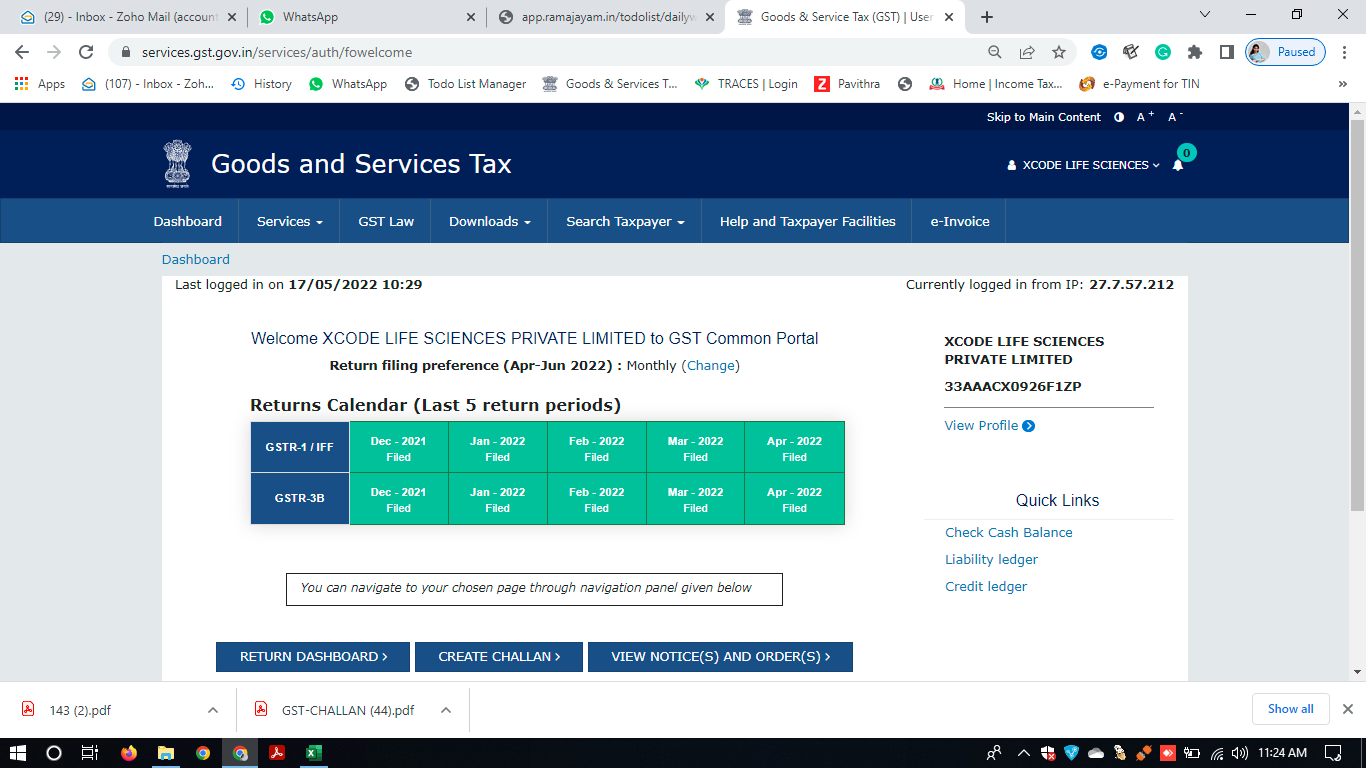 (29) - Inbox - Zoho Mail (account
WhatsApp
app.ramajayam.in/todolist/dailyw
Goods & Service Tax (GST) | User
services.gst.gov.in/services/auth/fowelcome
Paused
Apps
(107) - Inbox - Zoh...
History
WhatsApp
Todo List Manager
Goods & Services T...
TRACES | Login
Pavithra
Home | Income Tax...
e-Payment for TIN
Skip to Main Content
A +
A -
Goods and Services Tax
XCODE LIFE SCIENCES
0
Dashboard
Services
GST Law
Downloads
Search Taxpayer
Help and Taxpayer Facilities
e-Invoice
Dashboard
Last logged in on 17/05/2022 10:29
Currently logged in from IP: 27.7.57.212
Welcome XCODE LIFE SCIENCES PRIVATE LIMITED to GST Common Portal
Return filing preference (Apr-Jun 2022) : Monthly (Change)
Returns Calendar (Last 5 return periods)
GSTR-1 / IFF
Dec - 2021
Filed
Jan - 2022
Filed
Feb - 2022
Filed
Mar - 2022
Filed
Apr - 2022
Filed
GSTR-3B
Dec - 2021
Filed
Jan - 2022
Filed
Feb - 2022
Filed
Mar - 2022
Filed
Apr - 2022
Filed
You can navigate to your chosen page through navigation panel given below
RETURN DASHBOARD >
CREATE CHALLAN >
VIEW NOTICE(S) AND ORDER(S) >
XCODE LIFE SCIENCES
PRIVATE LIMITED
33AAACX0926F1ZP
View Profile
Quick Links
Check Cash Balance
Liability ledger
Credit ledger
143 (2).pdf
GST-CHALLAN (44).pdf
Show all
11:24 AM